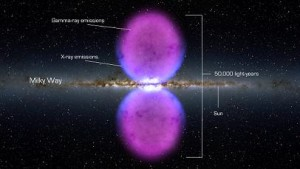 Gamma-ray emissions
X-ray emissions
Milky Way
50,000 light-years
Sun